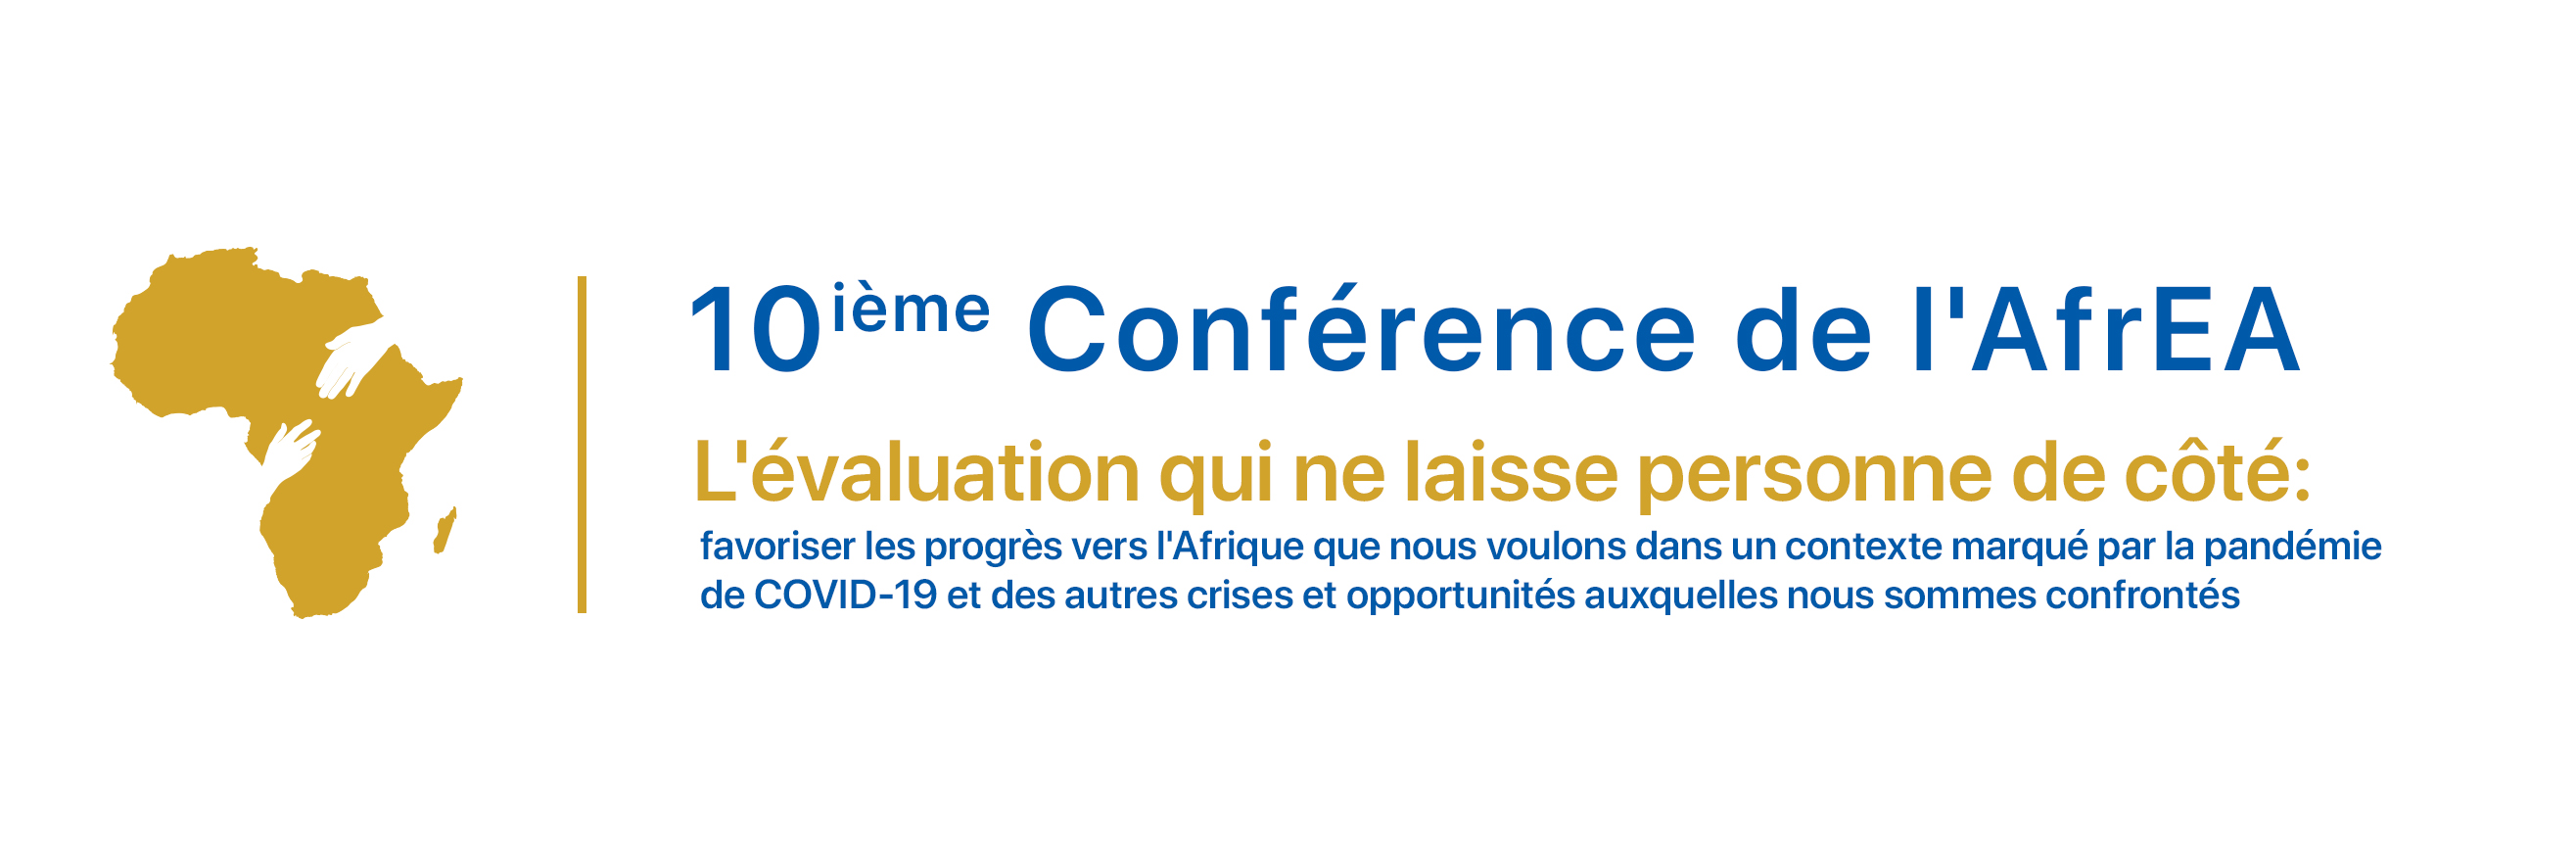 10ième Conférence de l'AfrEA
L'évaluation qui ne laisse personne de côté:
favoriser les progrès vers l'Afrique que nous voulons dans un contexte marqué par la pandémie
de COVID-19 et des autres crises et opportunités auxquelles nous sommes confrontés